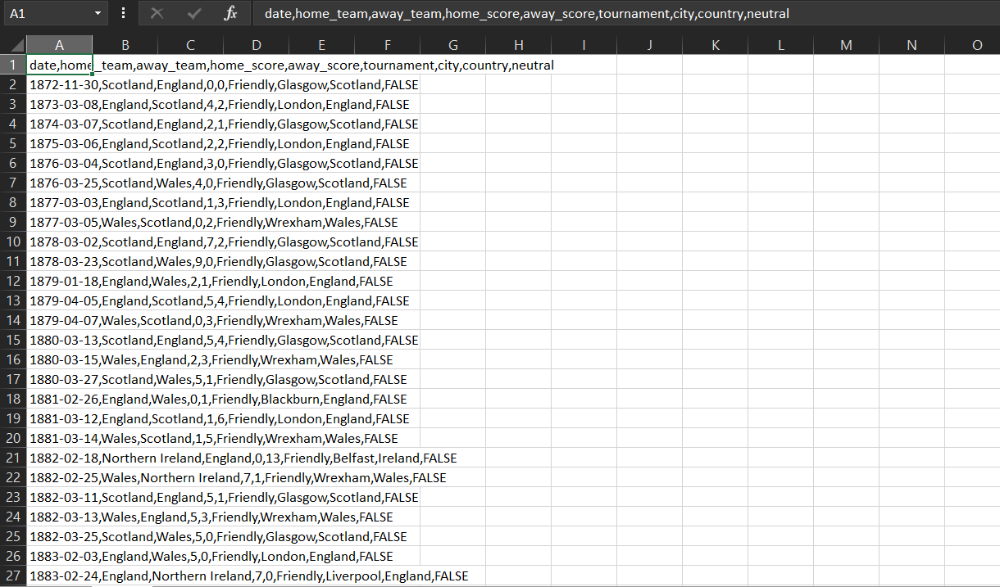 A1 fx date,home_team,away_team,home_score,away_score,tournament,city,country,neutral
A B C D E F G H I J K L M N O
1 date,home_team,away_team,home_score,away_score,tournament,city,country,neutral
2 1872-11-30,Scotland,England,0,0,Friendly,Glasgow,Scotland,FALSE
3 1873-03-08,England,Scotland,4,2,Friendly,London,England,FALSE
4 1874-03-07,Scotland,England,2,1,Friendly,Glasgow,Scotland,FALSE
5 1875-03-06,England,Scotland,2,2,Friendly,London,England,FALSE
6 1876-03-04,Scotland,England,3,0,Friendly,Glasgow,Scotland,FALSE
7 1876-03-25,Scotland,Wales,4,0,Friendly,Glasgow,Scotland,FALSE
8 1877-03-03,England,Scotland,1,3,Friendly,London,England,FALSE
9 1877-03-05,Wales,Scotland,0,2,Friendly,Wrexham,Wales,FALSE
10 1878-03-02,Scotland,England,7,2,Friendly,Glasgow,Scotland,FALSE
11 1878-03-23,Scotland,Wales,9,0,Friendly,Glasgow,Scotland,FALSE
12 1879-01-18,England,Wales,2,1,Friendly,London,England,FALSE
13 1879-04-05,England,Scotland,5,4,Friendly,London,England,FALSE
14 1879-04-07,Wales,Scotland,0,3,Friendly,Wrexham,Wales,FALSE
15 1880-03-13,Scotland,England,5,4,Friendly,Glasgow,Scotland,FALSE
16 1880-03-15,Wales,England,2,3,Friendly,Wrexham,Wales,FALSE
17 1880-03-27,Scotland,Wales,5,1,Friendly,Glasgow,Scotland,FALSE
18 1881-02-26,England,Wales,0,1,Friendly,Blackburn,England,FALSE
19 1881-03-12,England,Scotland,1,6,Friendly,London,England,FALSE
20 1881-03-14,Wales,Scotland,1,5,Friendly,Wrexham,Wales,FALSE
21 1882-02-18,Northern Ireland,England,0,13,Friendly,Belfast,Ireland,FALSE
22 1882-02-25,Wales,Northern Ireland,7,1,Friendly,Wrexham,Wales,FALSE
23 1882-03-11,Scotland,England,5,1,Friendly,Glasgow,Scotland,FALSE
24 1882-03-13,Wales,England,5,3,Friendly,Wrexham,Wales,FALSE
25 1882-03-25,Scotland,Wales,5,0,Friendly,Glasgow,Scotland,FALSE
26 1883-02-03,England,Wales,5,0,Friendly,London,England,FALSE
27 1883-02-24,England,Northern Ireland,7,0,Friendly,Liverpool,England,FALSE